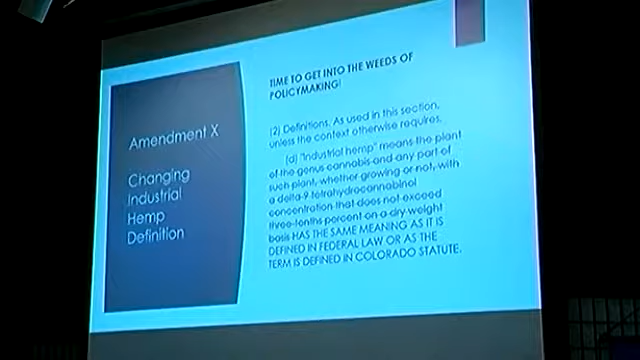 Amendment X
Changing
Industrial
Hemp
Definition
TIME TO GET INTO THE WEEDS OF
POLICYMAKING!
(2) Definitions. As used in this section,
unless the context otherwise requires,
(d) "Industrial hemp" means the plant
of the genus cannabis and any part of
such plant, whether growing or not, with
a delta-9 tetrahydrocannabinol
concentration that does not exceed
three-tenths percent on a dry weight
basis HAS THE SAME MEANING AS IT IS
DEFINED IN FEDERAL LAW OR AS THE
TERM IS DEFINED IN COLORADO STATUTE.